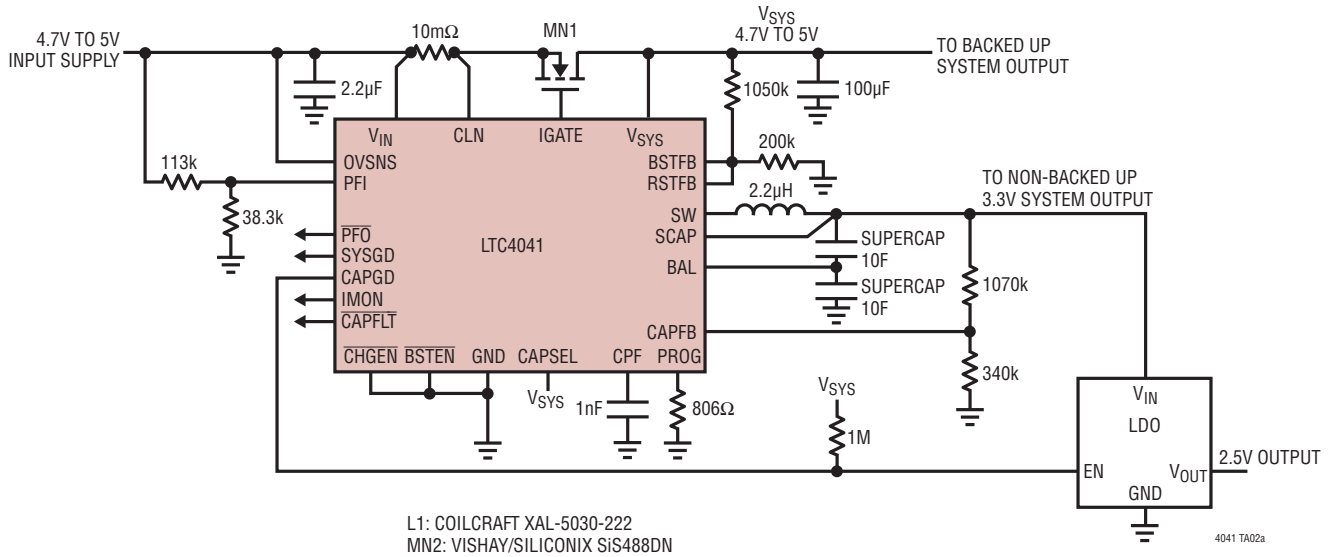 4.7V TO 5V
INPUT SUPPLY
10mΩ
MN1
VSYS
4.7V TO 5V
TO BACKED UP
SYSTEM OUTPUT
2.2µF
1050k
100µF
VIN
CLN
IGATE
VSYS
OVSNS
BSTFB
200k
113k
PFI
RSTFB
TO NON-BACKED UP
3.3V SYSTEM OUTPUT
2.2µH
38.3k
SW
PFO
SCAP
SUPERCAP
10F
LTC4041
SYSGD
CAPGD
BAL
SUPERCAP
10F
1070k
IMON
CAPFLT
CAPFB
CHGEN
BSTEN
GND
CAPSEL
CPF
PROG
340k
VSYS
1nF
806Ω
VSYS
1M
VIN
LDO
EN
VOUT
2.5V OUTPUT
GND
L1: COILCRAFT XAL-5030-222
MN2: VISHAY/SILICONIX SiS488DN
4041 TA02a